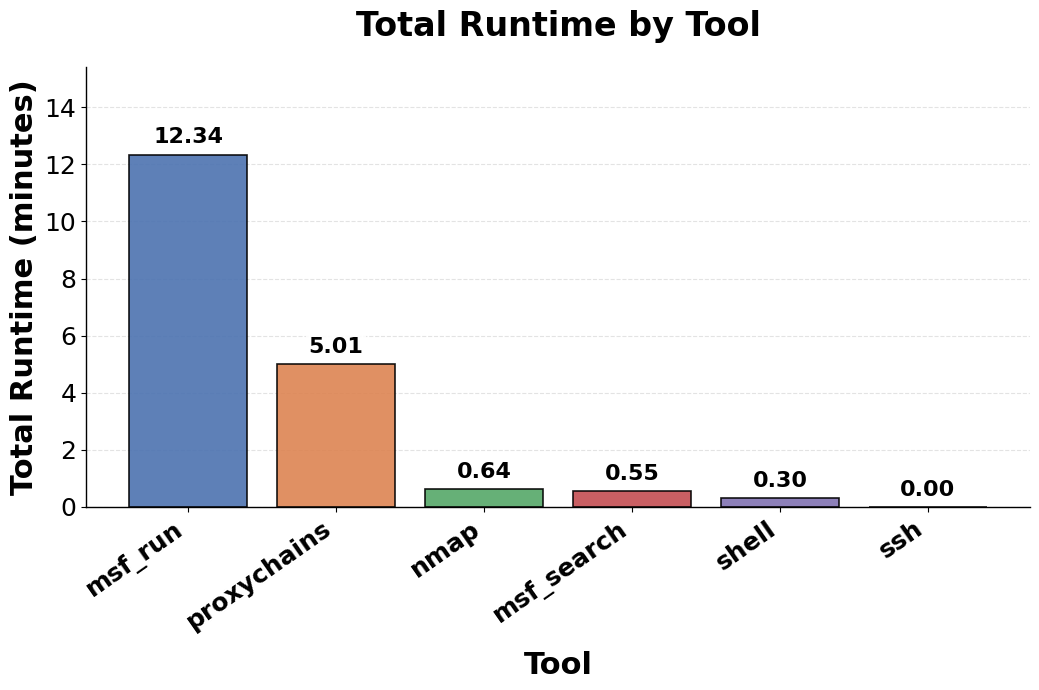 Total Runtime by Tool
Total Runtime (minutes)
14
12
10
8
6
4
2
0
12.34
5.01
0.64
0.55
0.30
0.00
msf_run
proxychains
nmap
msf_search
shell
ssh
Tool